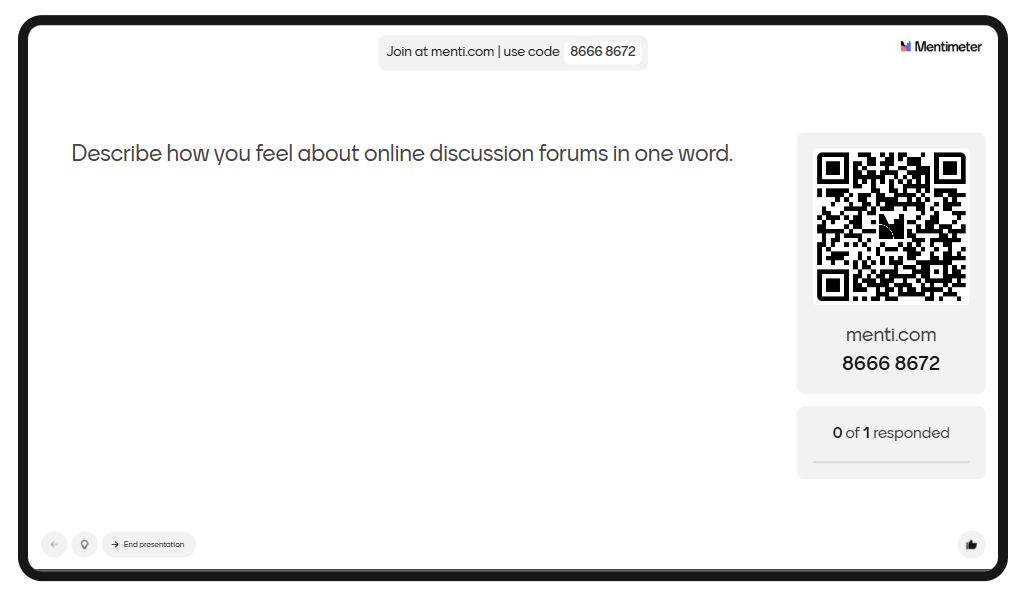 Join at menti.com | use code 8666 8672
Mentimeter
Describe how you feel about online discussion forums in one word.
menti.com
8666 8672
0 of 1 responded
End presentation